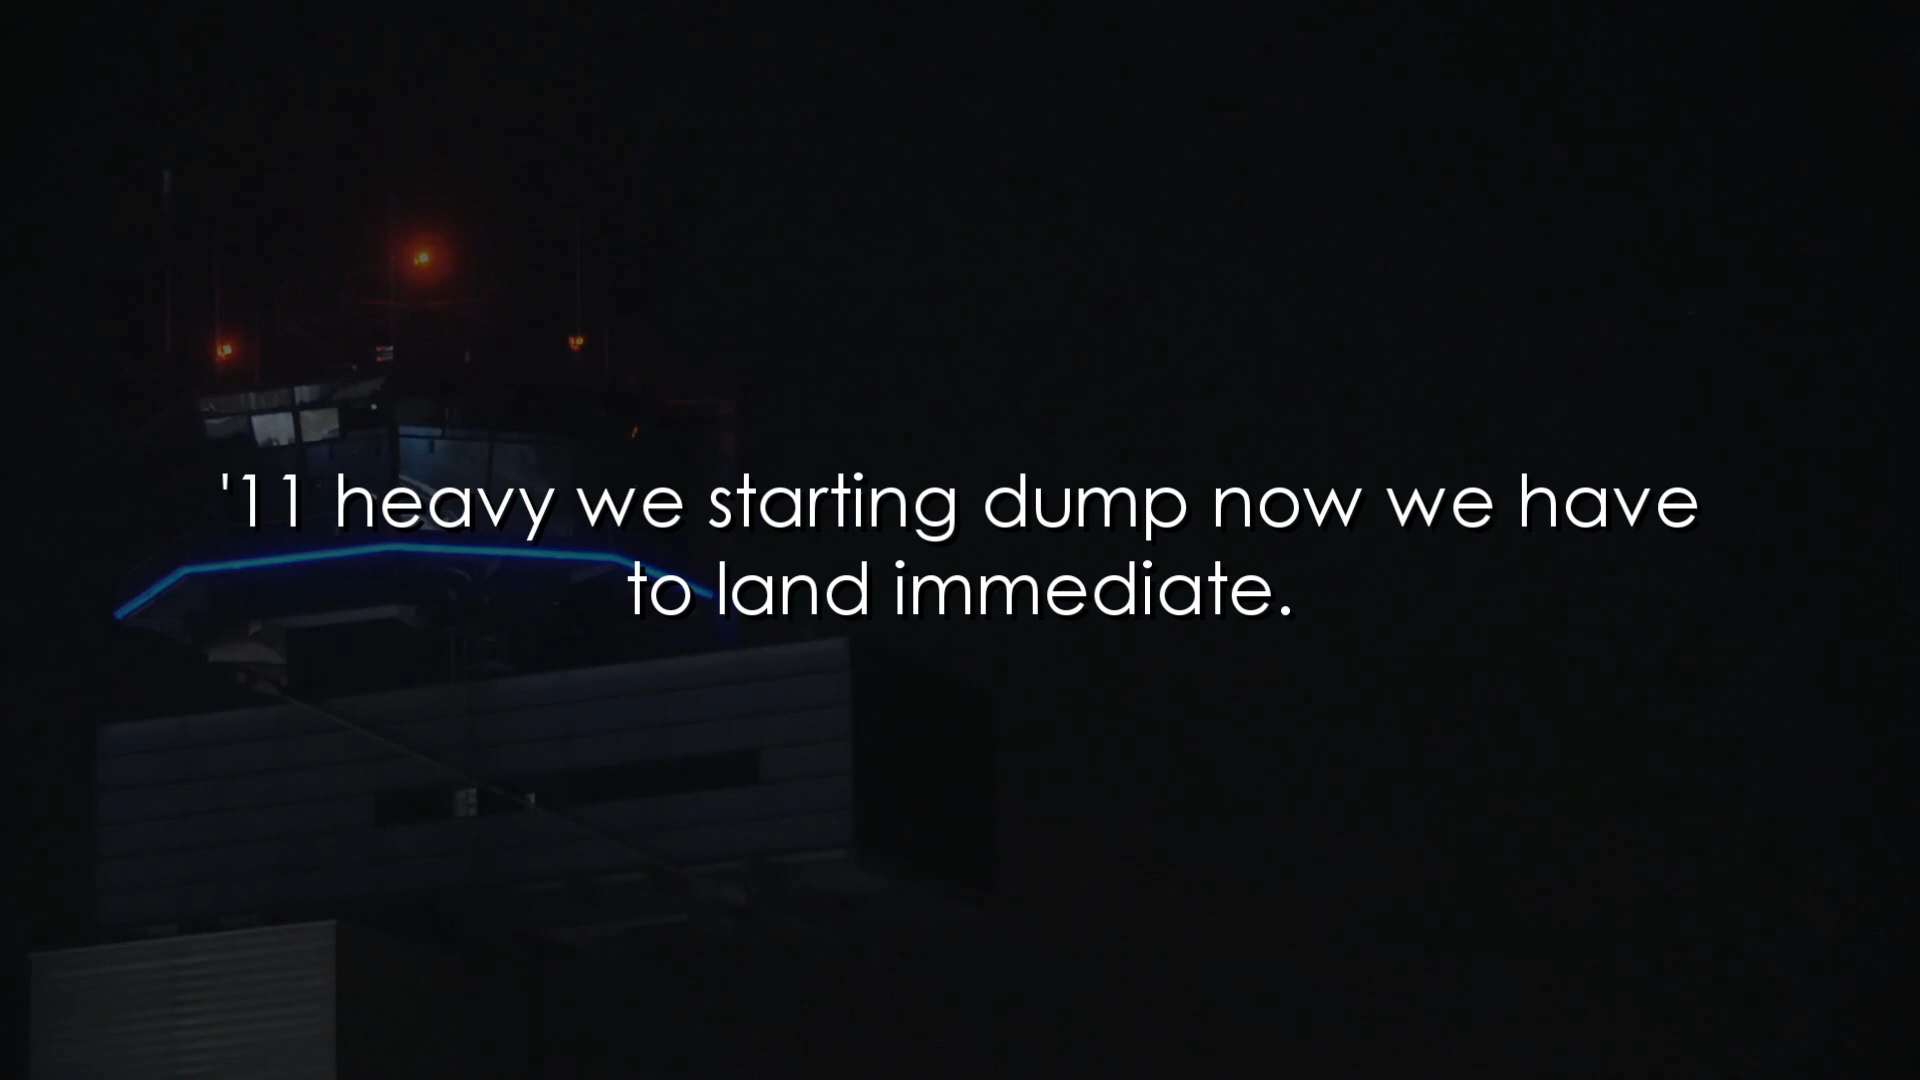 '11 heavy we starting dump now we have
to land immediate.